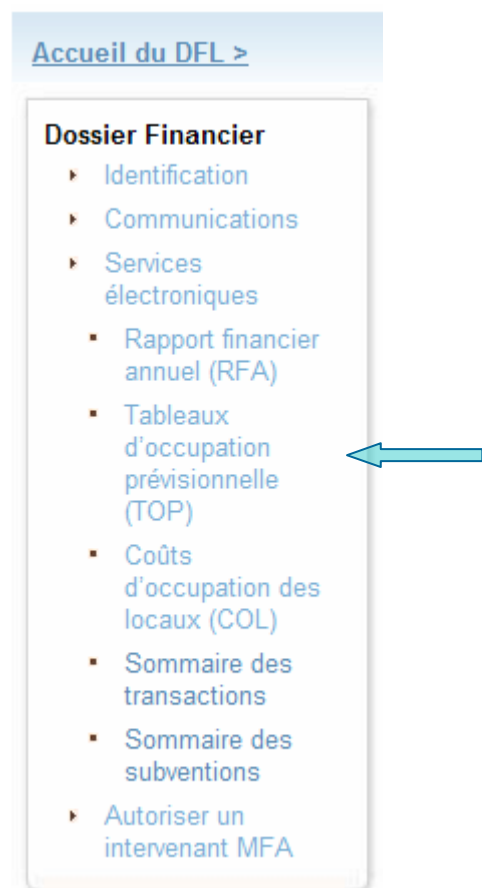 Accueil du DFL >
Dossier Financier
Identification
Communications
Services
électroniques
Rapport financier
annuel (RFA)
Tableaux
d'occupation
prévisionnelle
(TOP)
Coûts
d'occupation des
locaux (COL)
Sommaire des
transactions
Sommaire des
subventions
Autoriser un
intervenant MFA